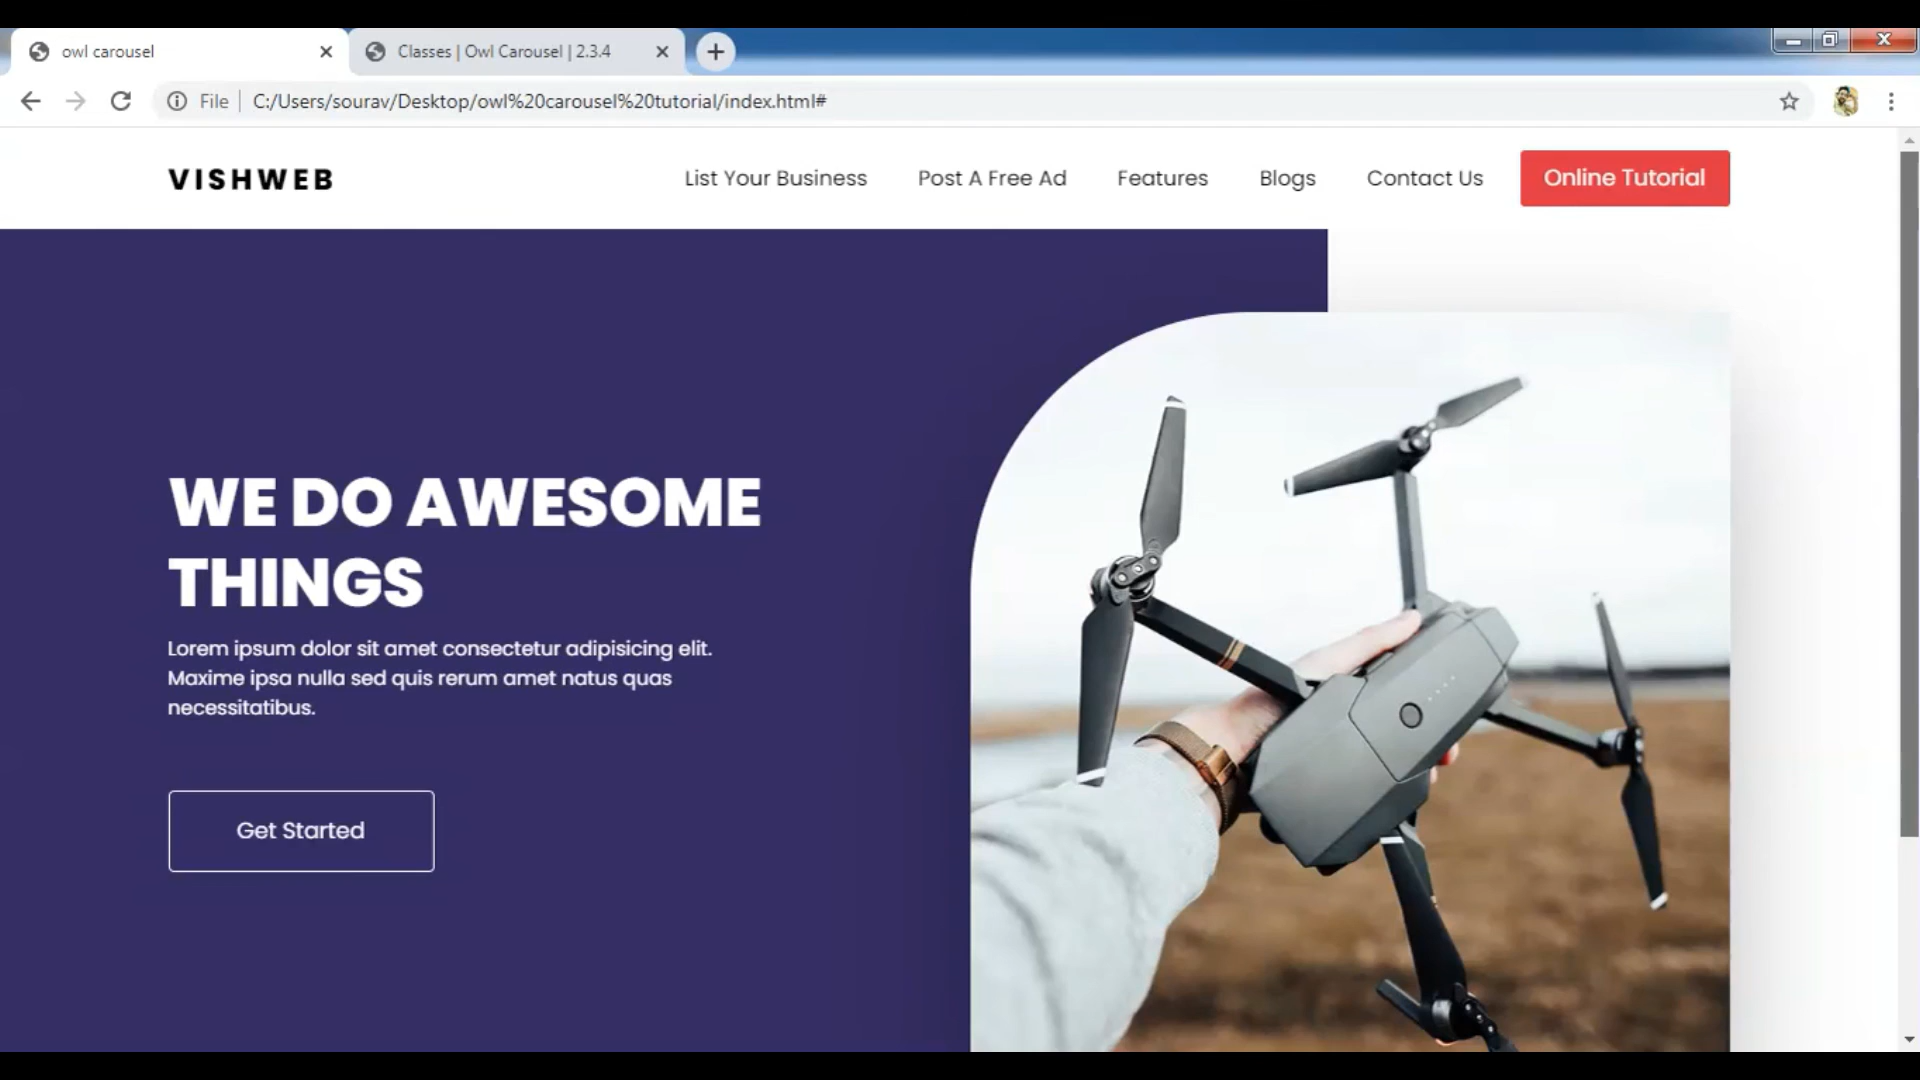 owl carousel
Classes | Owl Carousel | 2.3.4
File
C:/Users/sourav/Desktop/owl%20carousel%20tutorial/index.html#
VISHWEB
List Your Business
Post A Free Ad
Features
Blogs
Contact Us
Online Tutorial
WE DO AWESOME
THINGS
Lorem ipsum dolor sit amet consectetur adipisicing elit.
Maxime ipsa nulla sed quis rerum amet natus quas
necessitatibus.
Get Started